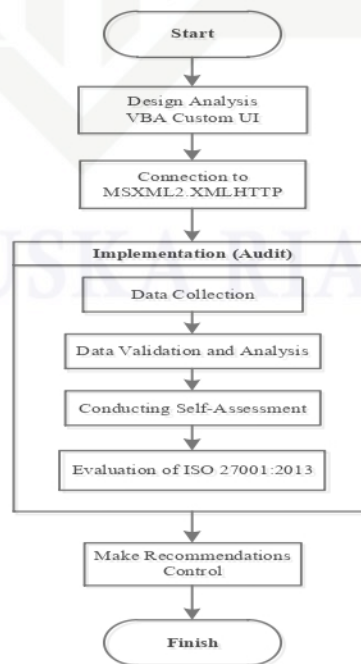 Start
Design Analysis
VBA Custom UI
Connection to
MSXML2.XMLHTTP
Implementation (Audit)
Data Collection
Data Validation and Analysis
Conducting Self-Assessment
Evaluation of ISO 27001:2013
Make Recommendations
Control
Finish